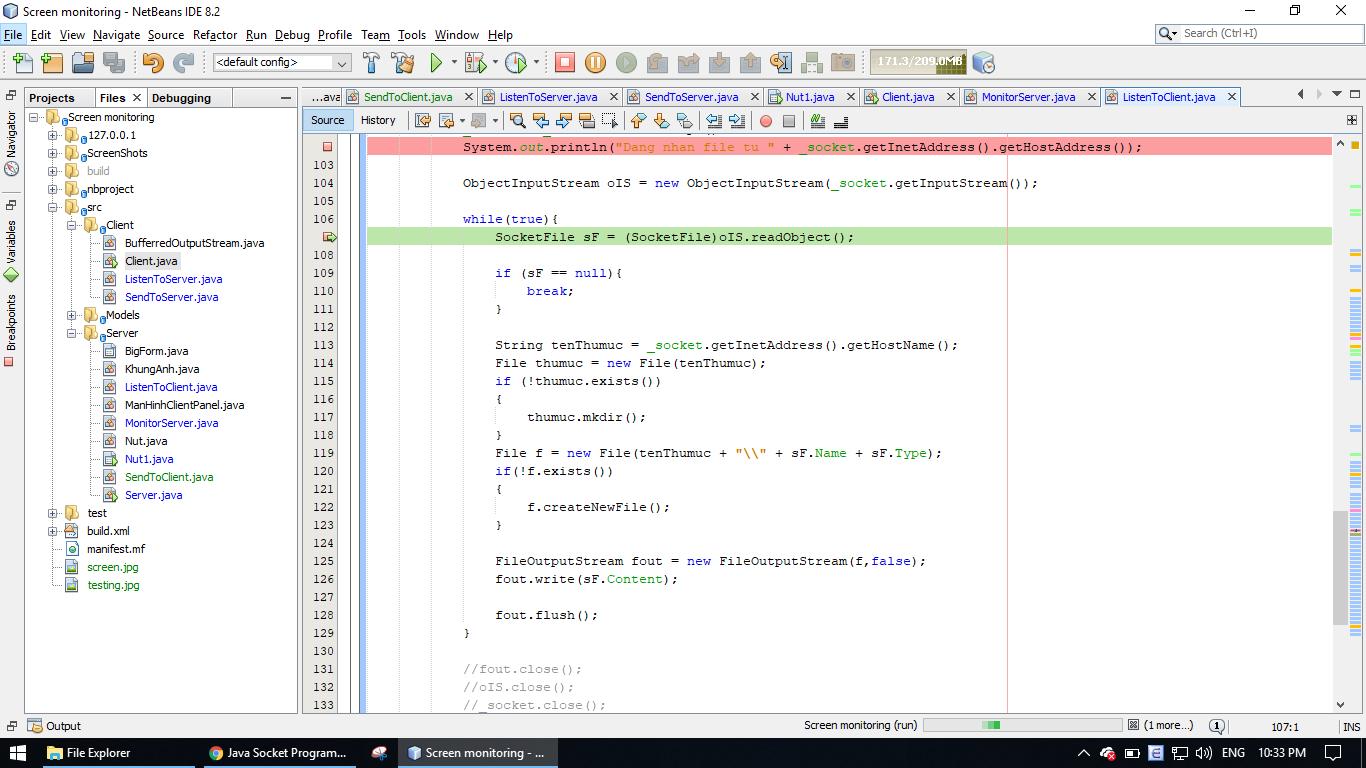 Screen monitoring - NetBeans IDE 8.2
File Edit View Navigate Source Refactor Run Debug Profile Team Tools Window Help
Search (Ctrl+I)
<default config>
171.3/209.0MB
Projects Files Debugging
...ava SendToClient.java ListenToServer.java SendToServer.java Nut1.java Client.java MonitorServer.java ListenToClient.java
Source History
Navigator
Variables
Breakpoints
Screen monitoring
127.0.0.1
ScreenShots
build
nbproject
src
Client
BufferredOutputStream.java
Client.java
ListenToServer.java
SendToServer.java
Models
Server
BigForm.java
KhungAnh.java
ListenToClient.java
ManHinhClientPanel.java
MonitorServer.java
Nut.java
Nut1.java
SendToClient.java
Server.java
test
build.xml
manifest.mf
screen.jpg
testing.jpg
System.out.println("Dang nhan file tu " + _socket.getInetAddress().getHostAddress());
103
104 ObjectInputStream oIS = new ObjectInputStream(_socket.getInputStream());
105
106 while(true){
SocketFile sF = (SocketFile)oIS.readObject();
108
109 if (sF == null){
110 break;
111 }
112
113 String tenThumuc = _socket.getInetAddress().getHostName();
114 File thumuc = new File(tenThumuc);
115 if (!thumuc.exists())
116 {
117 thumuc.mkdir();
118 }
119 File f = new File(tenThumuc + "\\" + sF.Name + sF.Type);
120 if(!f.exists())
121 {
122 f.createNewFile();
123 }
124
125 FileOutputStream fout = new FileOutputStream(f,false);
126 fout.write(sF.Content);
127
128 fout.flush();
129 }
130
131 //fout.close();
132 //oIS.close();
133 //_socket.close();
Output
Screen monitoring (run) (1 more...) 1 107:1 INS
File Explorer Java Socket Program... Screen monitoring - ... ENG 10:33 PM